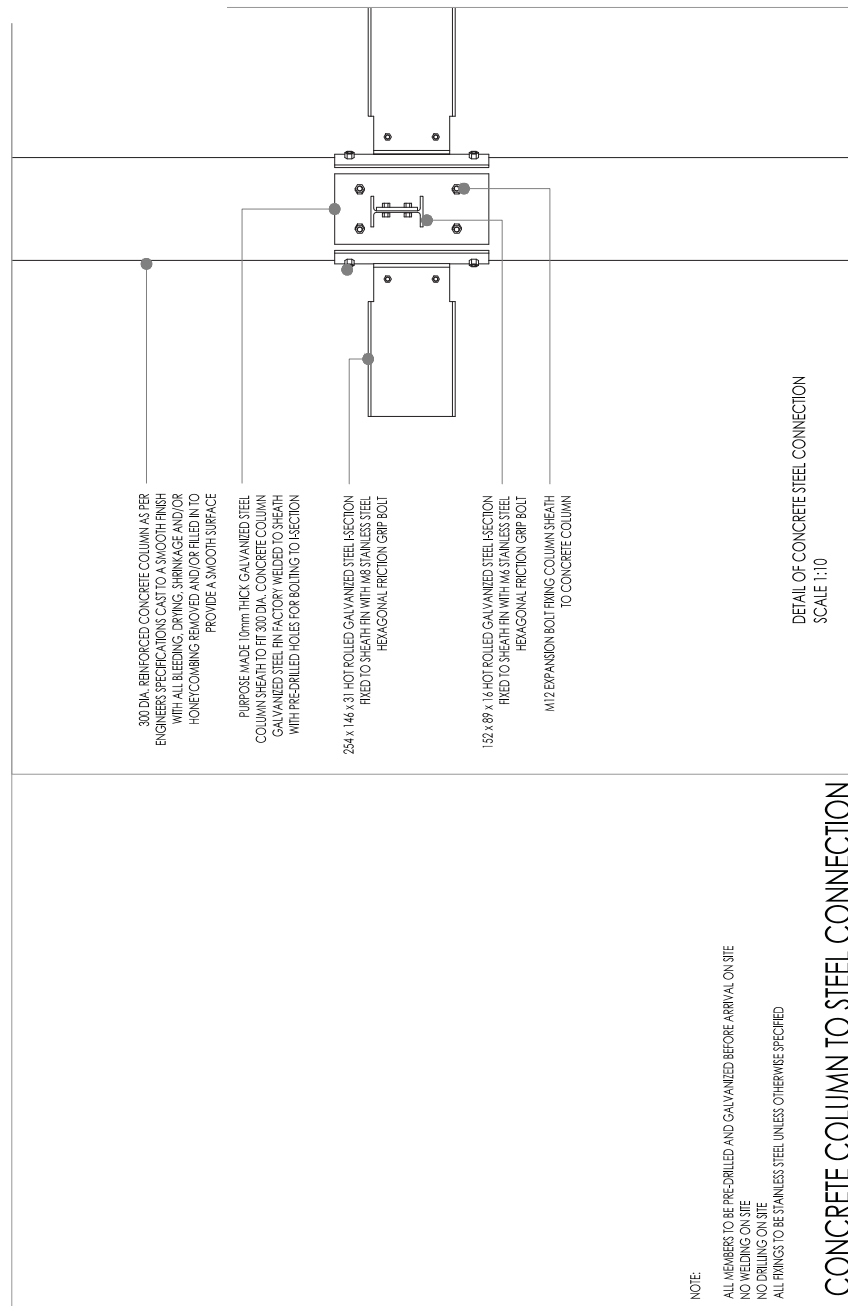 300 DIA. REINFORCED CONCRETE COLUMN AS PER
ENGINEERS SPECIFICATIONS CAST TO A SMOOTH FINISH
WITH ALL BLEEDING, DRYING, SHRINKAGE AND/OR
HONEYCOMBING REMOVED AND/OR FILLED IN TO
PROVIDE A SMOOTH SURFACE
PURPOSE MADE 10mm THICK GALVANIZED STEEL
COLUMN SHEATH TO FIT 300 DIA. CONCRETE COLUMN
GALVANIZED STEEL FIN FACTORY WELDED TO SHEATH
WITH PRE-DRILLED HOLES FOR BOLTING TO I-SECTION
254 x 146 x 31 HOT ROLLED GALVANIZED STEEL I-SECTION
FIXED TO SHEATH FIN WITH M8 STAINLESS STEEL
HEXAGONAL FRICTION GRIP BOLT
152 x 89 x 16 HOT ROLLED GALVANIZED STEEL I-SECTION
FIXED TO SHEATH FIN WITH M6 STAINLESS STEEL
HEXAGONAL FRICTION GRIP BOLT
M12 EXPANSION BOLT FIXING COLUMN SHEATH
TO CONCRETE COLUMN
DETAIL OF CONCRETE STEEL CONNECTION
SCALE 1:10
NOTE:
ALL MEMBERS TO BE PRE-DRILLED AND GALVANIZED BEFORE ARRIVAL ON SITE
NO WELDING ON SITE
NO DRILLING ON SITE
ALL FIXINGS TO BE STAINLESS STEEL UNLESS OTHERWISE SPECIFIED
CONCRETE COLUMN TO STEEL CONNECTION